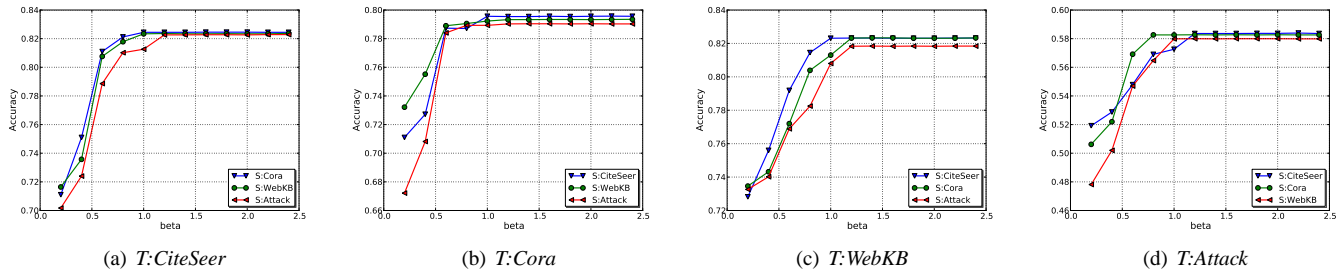 0.84
0.82
0.80
0.78
0.76
0.74
0.72
0.70
Accuracy
0.0 0.5 1.0 1.5 2.0 2.5
beta
S:Cora
S:WebKB
S:Attack
(a) T:CiteSeer
0.80
0.78
0.76
0.74
0.72
0.70
0.68
0.66
Accuracy
0.0 0.5 1.0 1.5 2.0 2.5
beta
S:CiteSeer
S:WebKB
S:Attack
(b) T:Cora
0.84
0.82
0.80
0.78
0.76
0.74
0.72
Accuracy
0.0 0.5 1.0 1.5 2.0 2.5
beta
S:CiteSeer
S:Cora
S:Attack
(c) T:WebKB
0.60
0.58
0.56
0.54
0.52
0.50
0.48
0.46
Accuracy
0.0 0.5 1.0 1.5 2.0 2.5
beta
S:CiteSeer
S:Cora
S:WebKB
(d) T:Attack